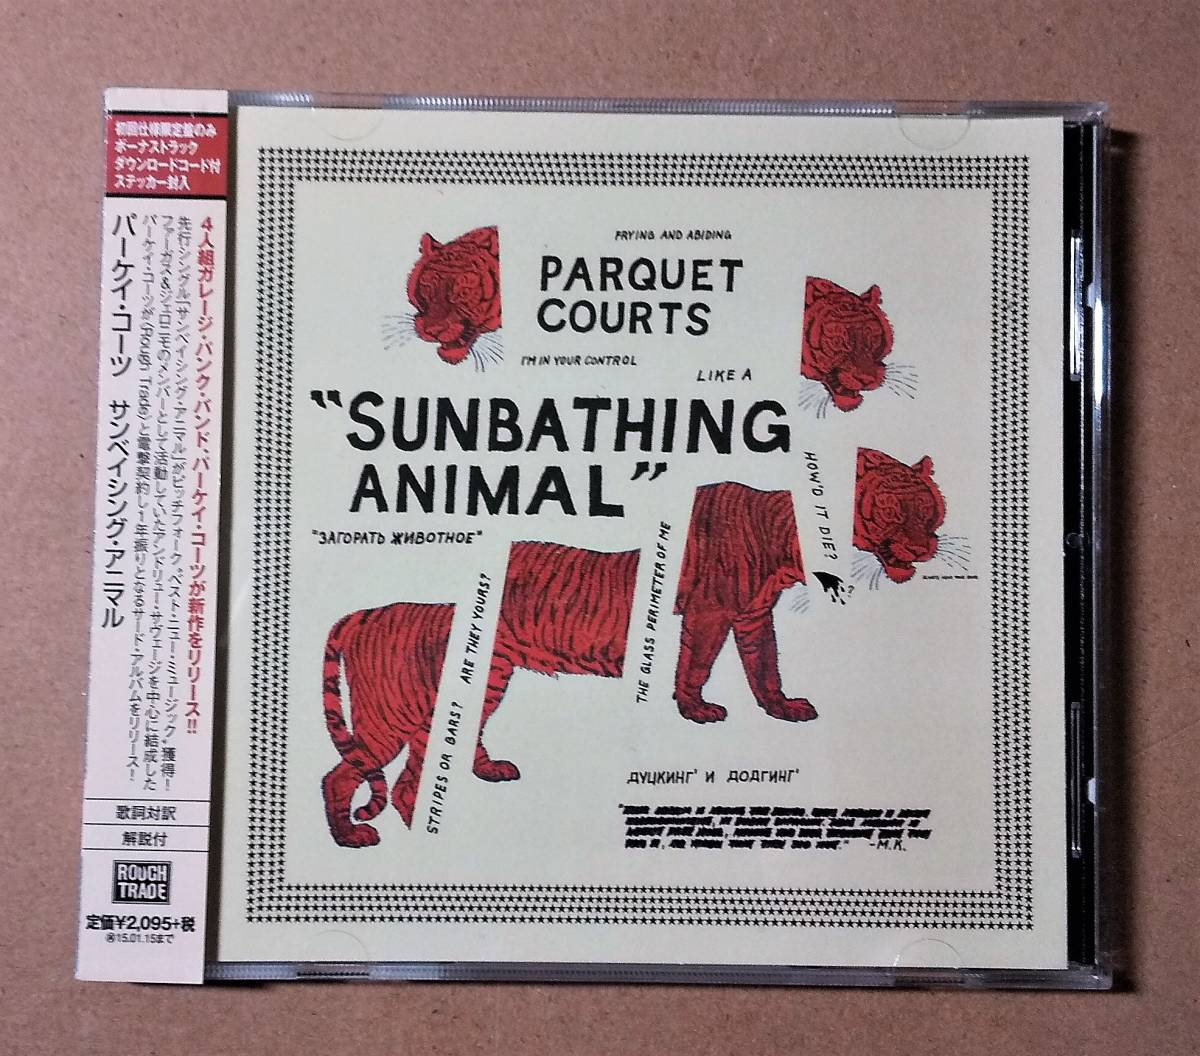 初回仕様限定盤のみ
ボーナストラック
ダウンロードコード付
ステッカー封入
4人組ガレージ・パンク・バンド、パーケイ・コーツが新作をリリース!!
先行シングル「サンベイシング・アニマル」がピッチフォーク“ベスト・ニュー・ミュージック”獲得!
ファーガス&ジェロニモのメンバーとして活動していたアンドリュー・サヴェージを中心に結成した
パーケイ・コーツが〈Rough Trade〉と電撃契約し1年振りとなるサード・アルバムをリリース!
パーケイ・コーツ サンベイシング・アニマル
歌詞対訳
解説付
ROUGH
TRADE
定価¥2,095+税
㊢15.01.15まで
PRYING AND ABIDING
PARQUET
COURTS
I'M IN YOUR CONTROL
LIKE A
"SUNBATHING
ANIMAL"
"ЗАГОРАТЬ ЖИВОТНОЕ"
HOW'D IT DIE?
?
THE GLASS PERIMETER OF ME
ARE THEY YOURS?
STRIPES OR BARS?
ДУЦКИНГ' И ДОДГИНГ'
-M.K.